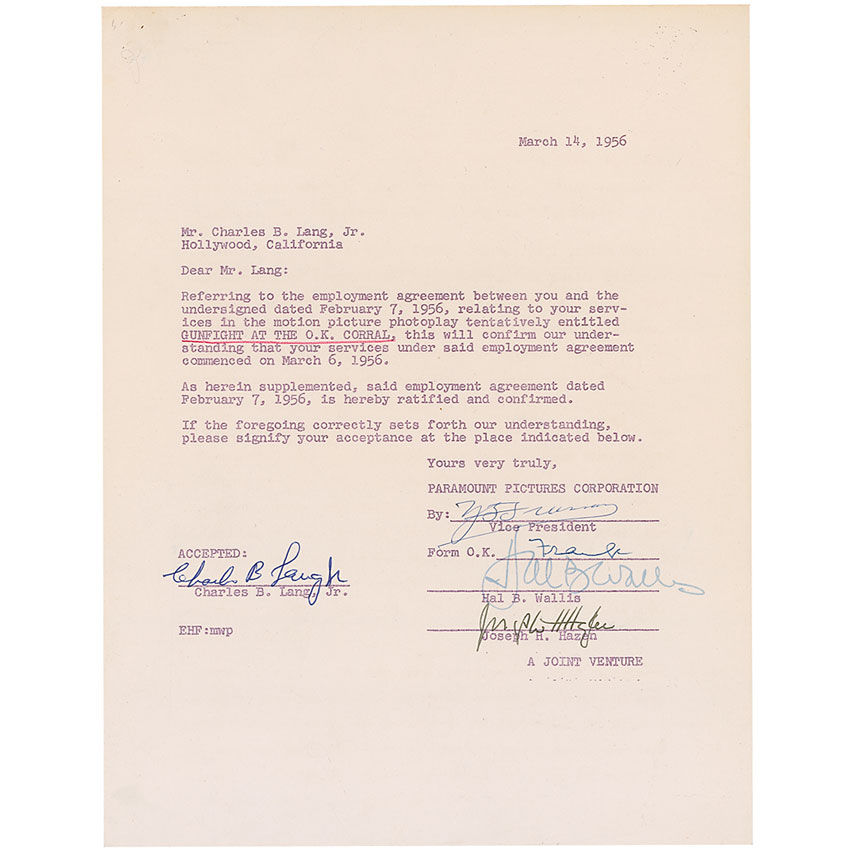 March 14, 1956
Mr. Charles B. Lang, Jr.
Hollywood, California
Dear Mr. Lang:
Referring to the employment agreement between you and the
undersigned dated February 7, 1956, relating to your serv-
ices in the motion picture photoplay tentatively entitled
GUNFIGHT AT THE O.K. CORRAL, this will confirm our under-
standing that your services under said employment agreement
commenced on March 6, 1956.
As herein supplemented, said employment agreement dated
February 7, 1956, is hereby ratified and confirmed.
If the foregoing correctly sets forth our understanding,
please signify your acceptance at the place indicated below.
Yours very truly,
PARAMOUNT PICTURES CORPORATION
By:
Vice President
Form O.K.
Hal B Wallis
Hal B. Wallis
Joseph H Hazen
Joseph H. Hazen
A JOINT VENTURE
ACCEPTED:
Charles B Lang Jr
Charles B. Lang, Jr.
EHF:mwp